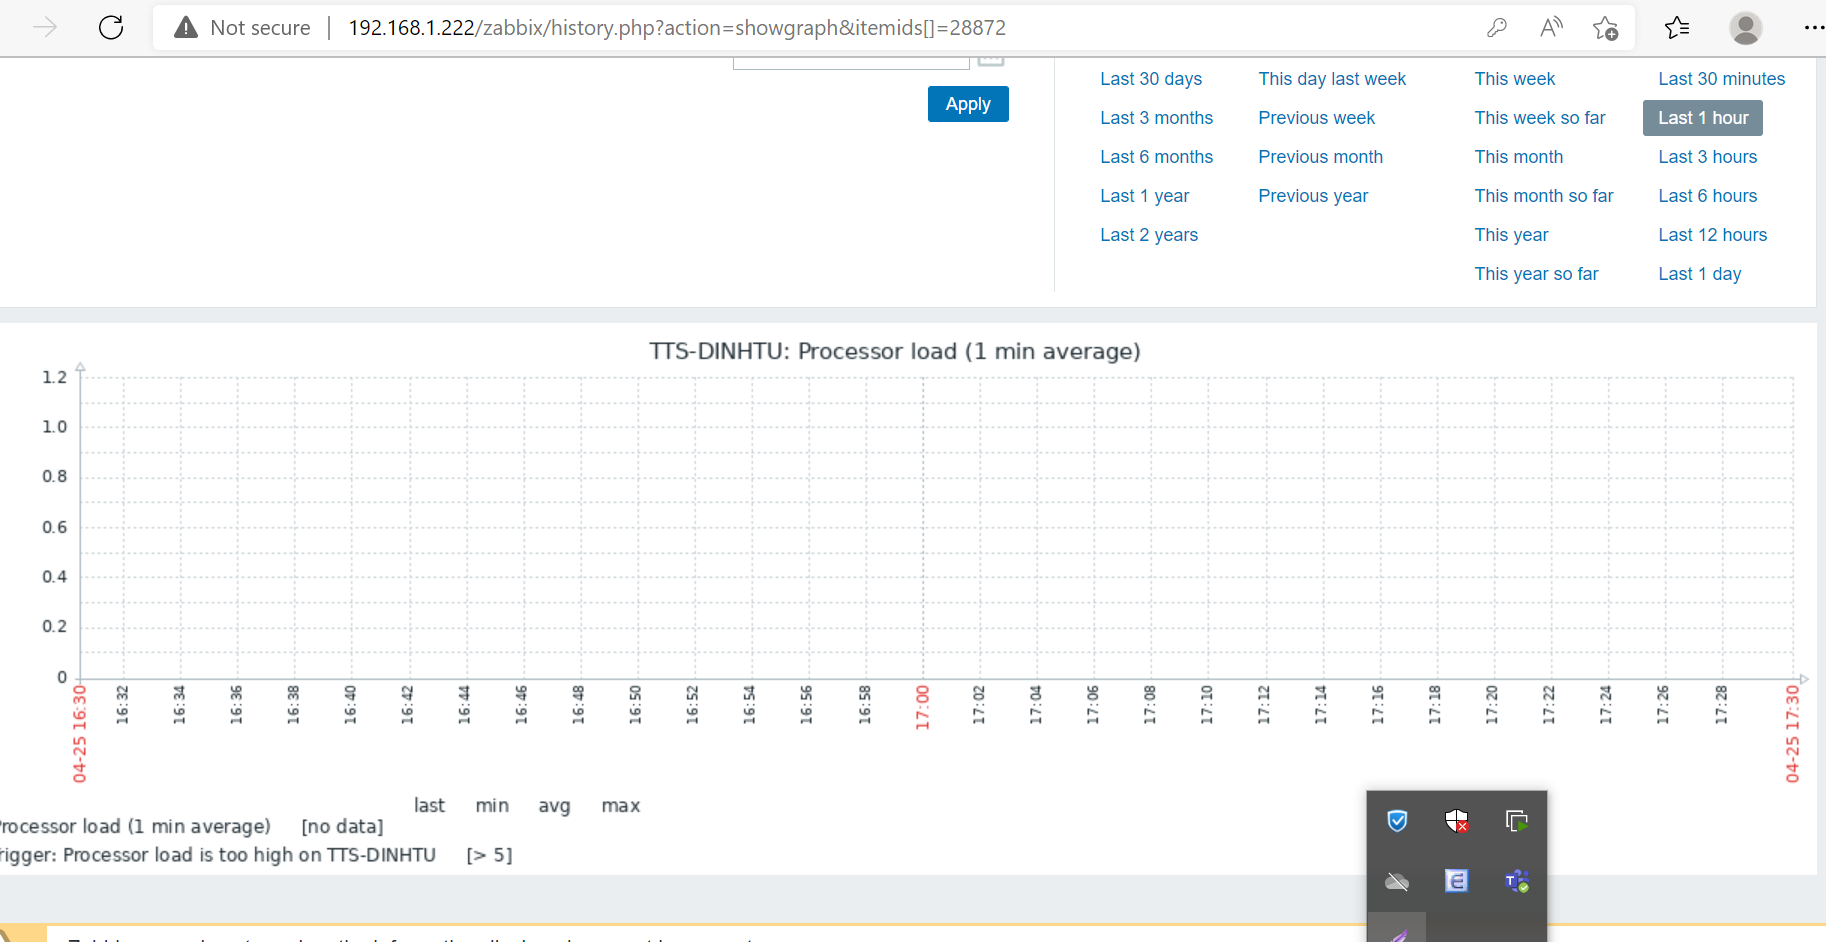 Not secure | 192.168.1.222/zabbix/history.php?action=showgraph&itemids[]=28872
Apply
Last 30 days This day last week This week Last 30 minutes
Last 3 months Previous week This week so far Last 1 hour
Last 6 months Previous month This month Last 3 hours
Last 1 year Previous year This month so far Last 6 hours
Last 2 years This year Last 12 hours
This year so far Last 1 day
TTS-DINHTU: Processor load (1 min average)
1.2
1.0
0.8
0.6
0.4
0.2
0
04-25 16:30 16:32 16:34 16:36 16:38 16:40 16:42 16:44 16:46 16:48 16:50 16:52 16:54 16:56 16:58 17:00 17:02 17:04 17:06 17:08 17:10 17:12 17:14 17:16 17:18 17:20 17:22 17:24 17:26 17:28 04-25 17:30
last min avg max
rocessor load (1 min average) [no data]
rigger: Processor load is too high on TTS-DINHTU [> 5]